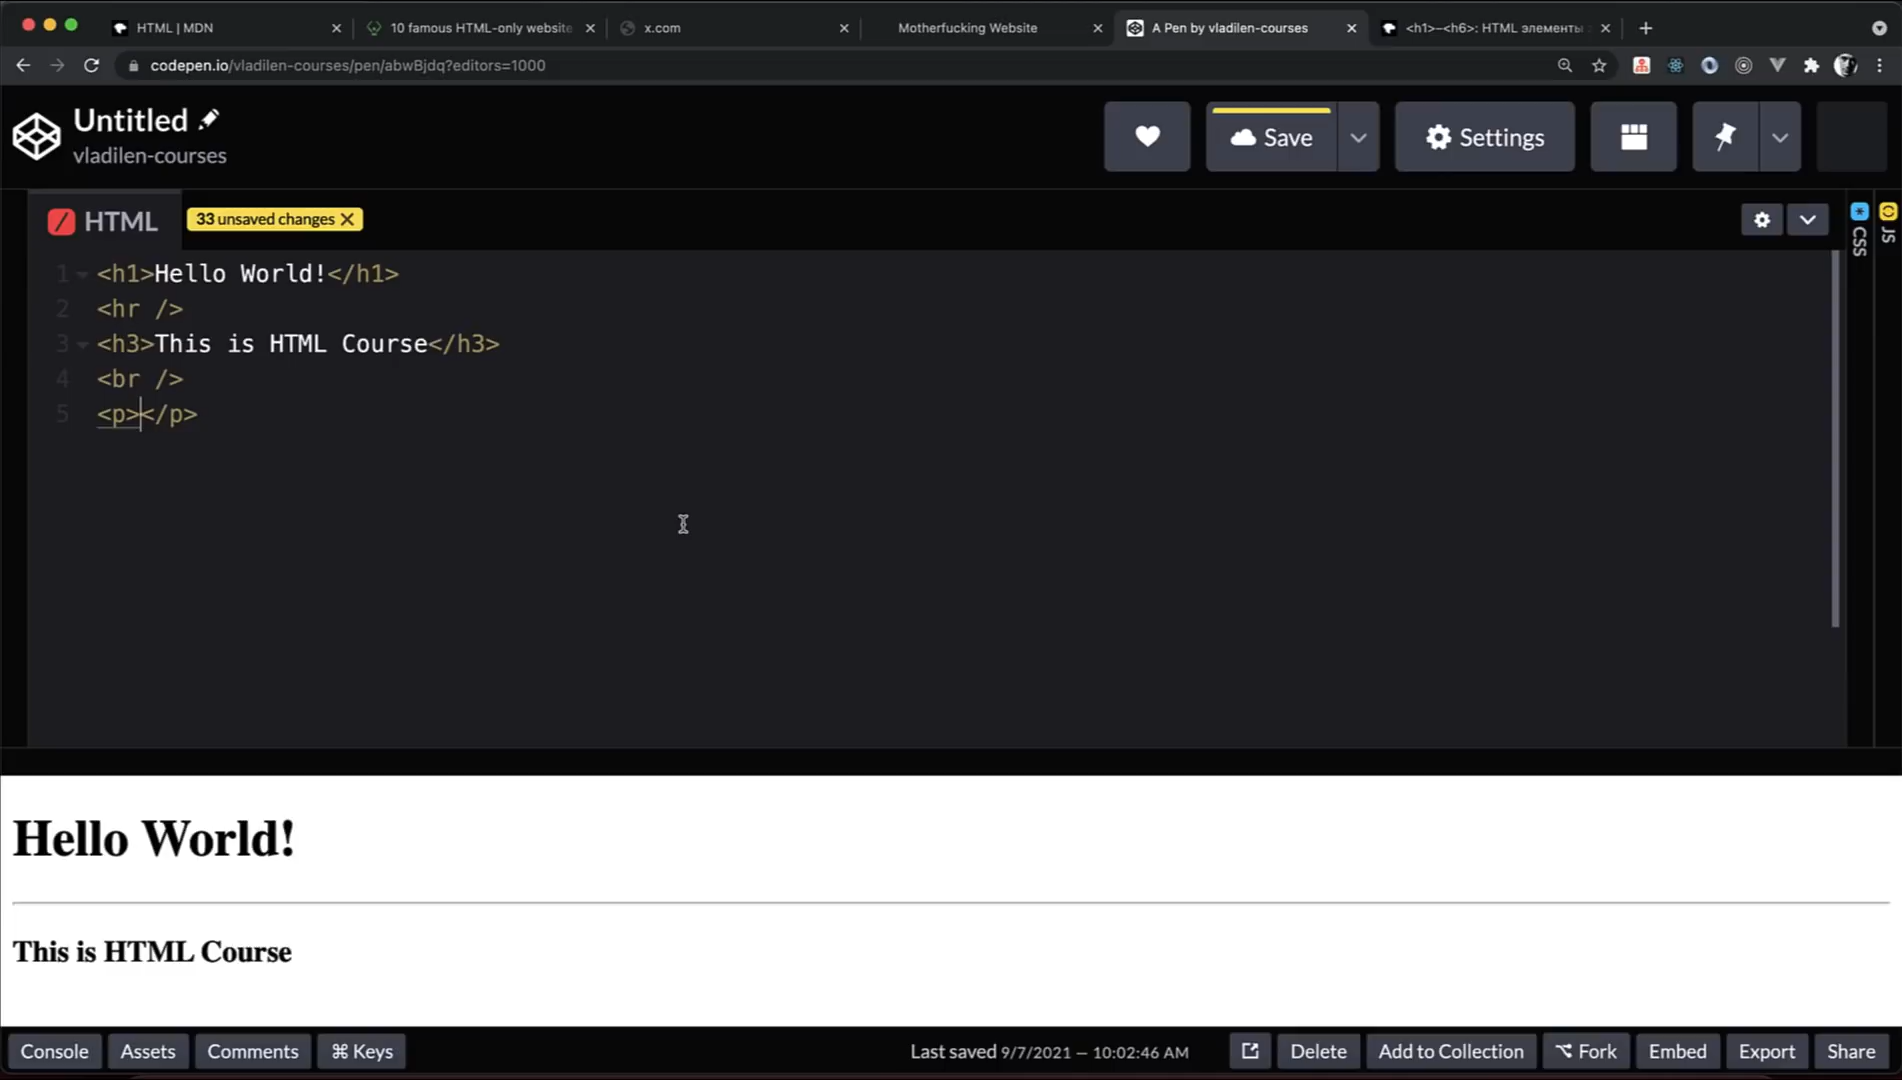 HTML | MDN
10 famous HTML-only website
x.com
Motherfucking Website
A Pen by vladilen-courses
<h1>–<h6>: HTML элементы
codepen.io/vladilen-courses/pen/abwBjdq?editors=1000
Untitled
vladilen-courses
Save
Settings
HTML
33 unsaved changes
CSS
JS
1 <h1>Hello World!</h1>
2 <hr />
3 <h3>This is HTML Course</h3>
4 <br />
5 <p></p>
Hello World!
This is HTML Course
Console
Assets
Comments
⌘ Keys
Last saved 9/7/2021 — 10:02:46 AM
Delete
Add to Collection
Fork
Embed
Export
Share